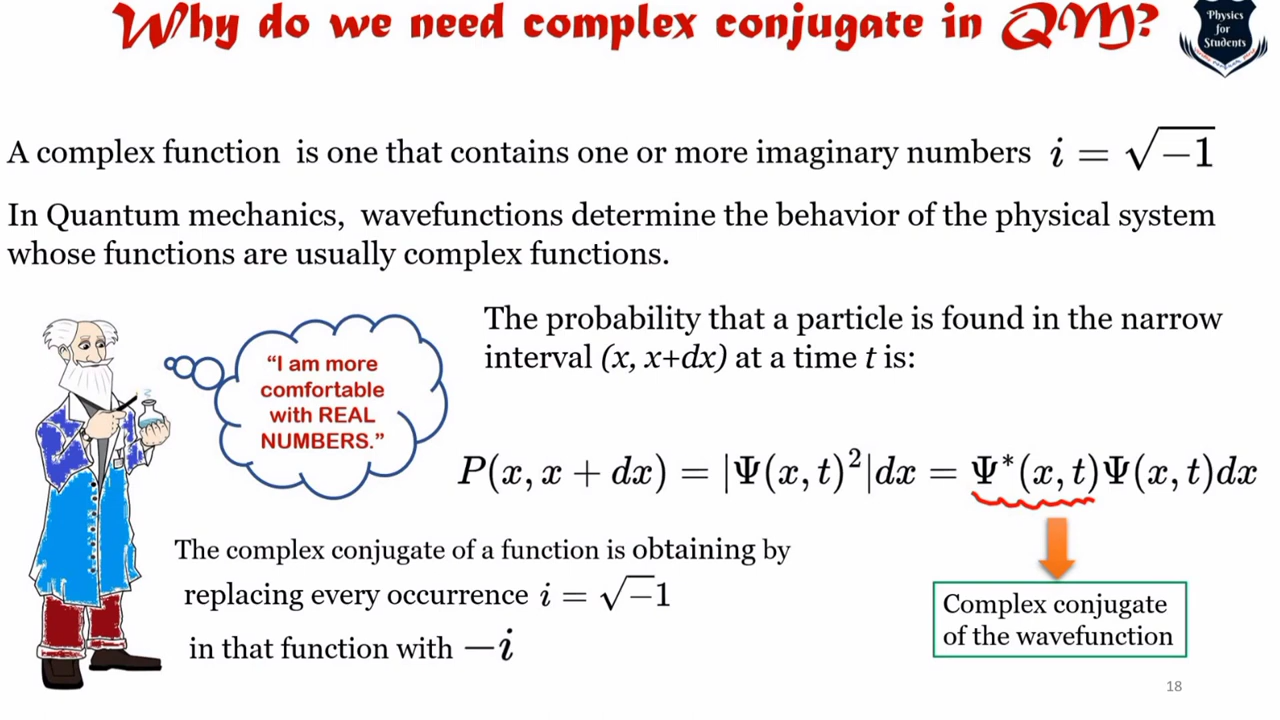 Why do we need complex conjugate in QM?
Physics
for
Students
A complex function is one that contains one or more imaginary numbers i = √−1
In Quantum mechanics, wavefunctions determine the behavior of the physical system
whose functions are usually complex functions.
The probability that a particle is found in the narrow
interval (x, x+dx) at a time t is:
“I am more
comfortable
with REAL
NUMBERS.”
P(x, x + dx) = |Ψ(x, t)²|dx = Ψ*(x, t)Ψ(x, t)dx
The complex conjugate of a function is obtaining by
replacing every occurrence i = √−1
in that function with −i
Complex conjugate
of the wavefunction
18